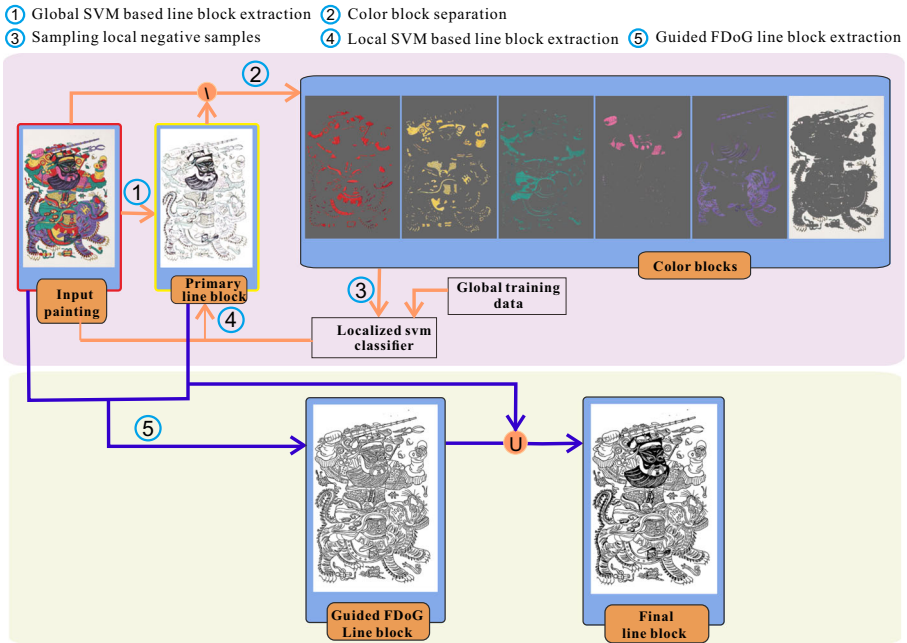 1 Global SVM based line block extraction 2 Color block separation
3 Sampling local negative samples 4 Local SVM based line block extraction 5 Guided FDoG line block extraction
2
\
1
Input
painting
Primary
line block
Color blocks
3
Global training
data
4
Localized svm
classifier
5
U
Guided FDoG
Line block
Final
line block